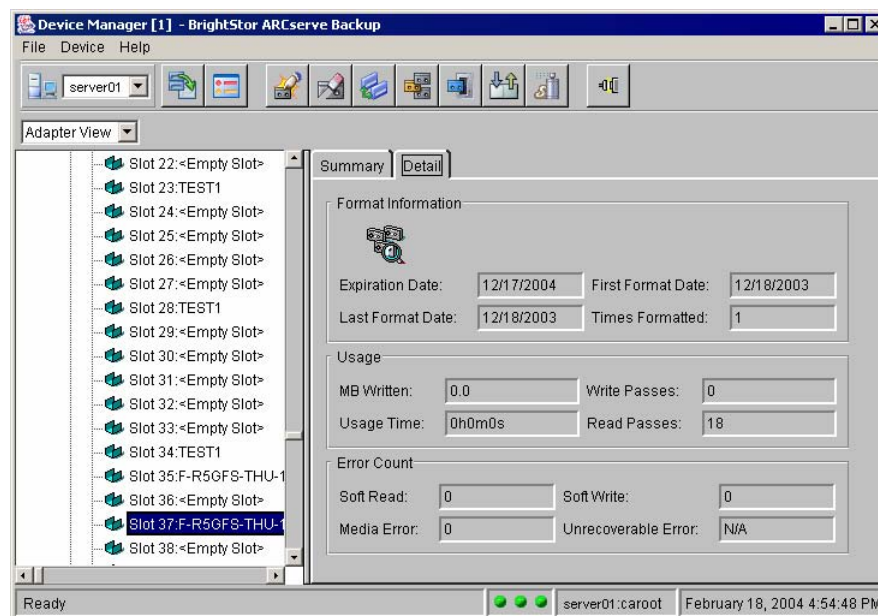 Device Manager [1] - BrightStor ARCserve Backup
File Device Help
server01
Adapter View
Slot 22:<Empty Slot>
Slot 23:TEST1
Slot 24:<Empty Slot>
Slot 25:<Empty Slot>
Slot 26:<Empty Slot>
Slot 27:<Empty Slot>
Slot 28:TEST1
Slot 29:<Empty Slot>
Slot 30:<Empty Slot>
Slot 31:<Empty Slot>
Slot 32:<Empty Slot>
Slot 33:<Empty Slot>
Slot 34:TEST1
Slot 35:F-R5GFS-THU-1
Slot 36:<Empty Slot>
Slot 37:F-R5GFS-THU-1
Slot 38:<Empty Slot>
Summary Detail
Format Information
Expiration Date: 12/17/2004 First Format Date: 12/18/2003
Last Format Date: 12/18/2003 Times Formatted: 1
Usage
MB Written: 0.0 Write Passes: 0
Usage Time: 0h0m0s Read Passes: 18
Error Count
Soft Read: 0 Soft Write: 0
Media Error: 0 Unrecoverable Error: N/A
Ready server01:caroot February 18, 2004 4:54:48 PM